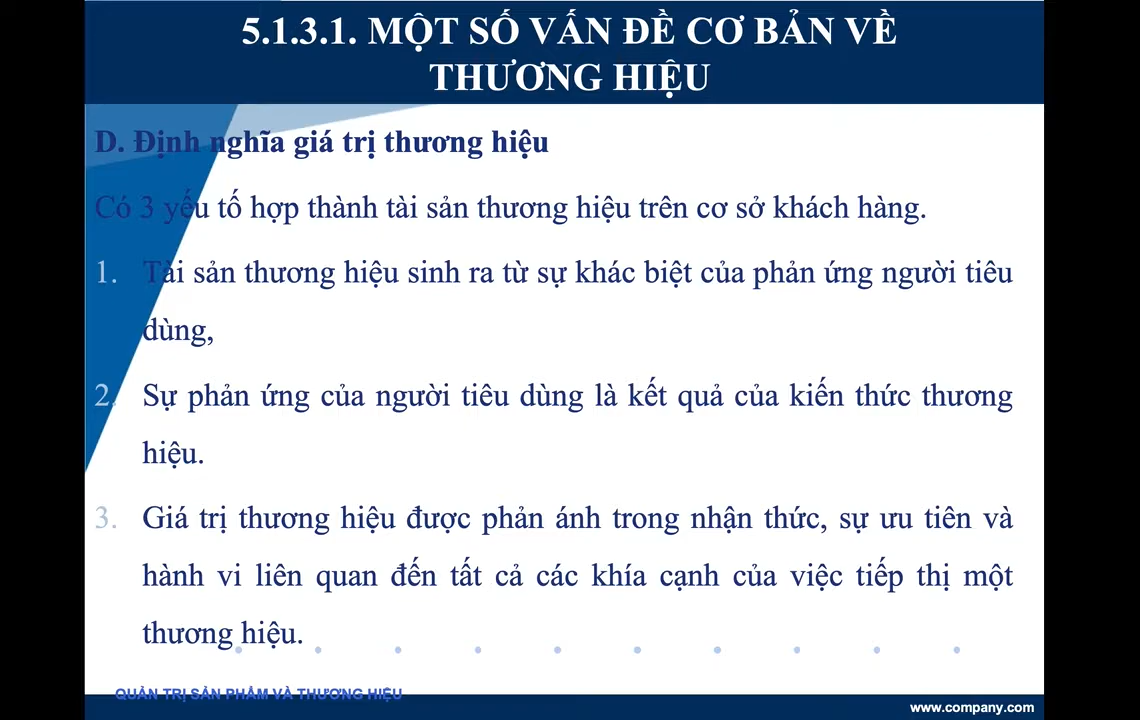 5.1.3.1. MỘT SỐ VẤN ĐỀ CƠ BẢN VỀ
THƯƠNG HIỆU
D. Định nghĩa giá trị thương hiệu
Có 3 yếu tố hợp thành tài sản thương hiệu trên cơ sở khách hàng.
1. Tài sản thương hiệu sinh ra từ sự khác biệt của phản ứng người tiêu
dùng,
2. Sự phản ứng của người tiêu dùng là kết quả của kiến thức thương
hiệu.
3. Giá trị thương hiệu được phản ánh trong nhận thức, sự ưu tiên và
hành vi liên quan đến tất cả các khía cạnh của việc tiếp thị một
thương hiệu.
QUẢN TRỊ SẢN PHẨM VÀ THƯƠNG HIỆU
www.company.com